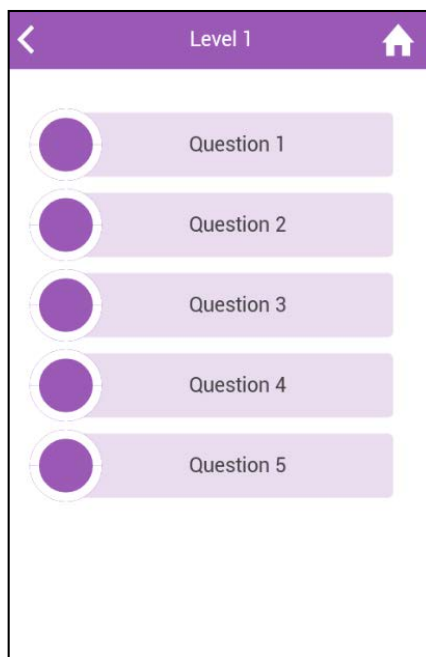 Level 1
Question 1
Question 2
Question 3
Question 4
Question 5